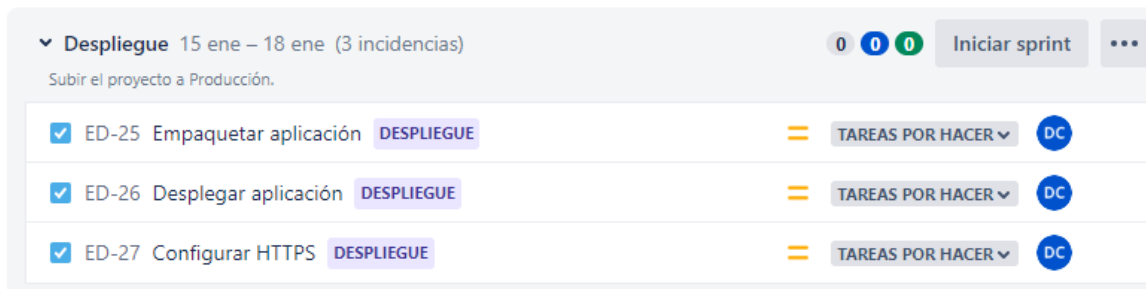 Despliegue 15 ene – 18 ene (3 incidencias) 0 0 0 Iniciar sprint
Subir el proyecto a Producción.
ED-25 Empaquetar aplicación DESPLIEGUE TAREAS POR HACER DC
ED-26 Desplegar aplicación DESPLIEGUE TAREAS POR HACER DC
ED-27 Configurar HTTPS DESPLIEGUE TAREAS POR HACER DC